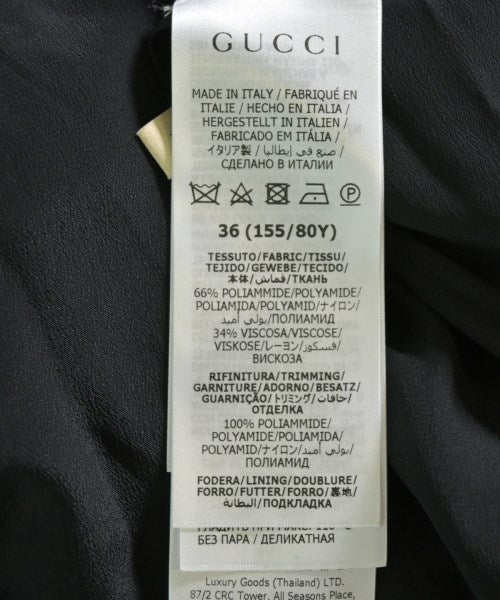 GUCCI
MADE IN ITALY / FABRIQUÉ EN
ITALIE / HECHO EN ITALIA /
HERGESTELLT IN ITALIEN /
FABRICADO EM ITÁLIA /
イタリア製 / صنع في إيطاليا /
СДЕЛАНО В ИТАЛИИ
P
36 (155/80Y)
TESSUTO/FABRIC/TISSU/
TEJIDO/GEWEBE/TECIDO/
本体/قماش/ТКАНЬ
66% POLIAMMIDE/POLYAMIDE/
POLIAMIDA/POLYAMID/ナイロン/
بولي أميد/ПОЛИАМИД
34% VISCOSA/VISCOSE/
VISKOSE/レーヨン/فسكوز/
ВИСКОЗА
RIFINITURA/TRIMMING/
GARNITURE/ADORNO/BESATZ/
GUARNIÇÃO/トリミング/حافات/
ОТДЕЛКА
100% POLIAMMIDE/
POLYAMIDE/POLIAMIDA/
POLYAMID/ナイロン/بولي أميد/
ПОЛИАМИД
FODERA/LINING/DOUBLURE/
FORRO/FUTTER/FORRO/裏地/
البطانة/ПОДКЛАДКА
ГЛАДИТЬ ПРИ МАКС. 110° C
БЕЗ ПАРА / ДЕЛИКАТНАЯ
Luxury Goods (Thailand) LTD.
87/2 CRC Tower, All Seasons Place,